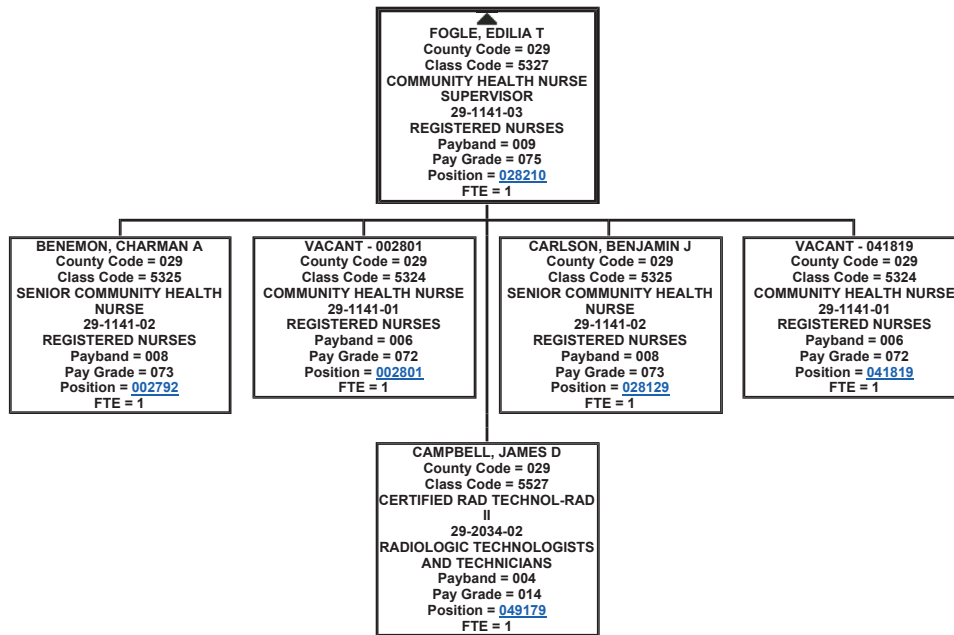 FOGLE, EDILIA T
County Code = 029
Class Code = 5327
COMMUNITY HEALTH NURSE
SUPERVISOR
29-1141-03
REGISTERED NURSES
Payband = 009
Pay Grade = 075
Position = 028210
FTE = 1
BENEMON, CHARMAN A
County Code = 029
Class Code = 5325
SENIOR COMMUNITY HEALTH
NURSE
29-1141-02
REGISTERED NURSES
Payband = 008
Pay Grade = 073
Position = 002792
FTE = 1
VACANT - 002801
County Code = 029
Class Code = 5324
COMMUNITY HEALTH NURSE
29-1141-01
REGISTERED NURSES
Payband = 006
Pay Grade = 072
Position = 002801
FTE = 1
CARLSON, BENJAMIN J
County Code = 029
Class Code = 5325
SENIOR COMMUNITY HEALTH
NURSE
29-1141-02
REGISTERED NURSES
Payband = 008
Pay Grade = 073
Position = 028129
FTE = 1
VACANT - 041819
County Code = 029
Class Code = 5324
COMMUNITY HEALTH NURSE
29-1141-01
REGISTERED NURSES
Payband = 006
Pay Grade = 072
Position = 041819
FTE = 1
CAMPBELL, JAMES D
County Code = 029
Class Code = 5527
CERTIFIED RAD TECHNOL-RAD
II
29-2034-02
RADIOLOGIC TECHNOLOGISTS
AND TECHNICIANS
Payband = 004
Pay Grade = 014
Position = 049179
FTE = 1